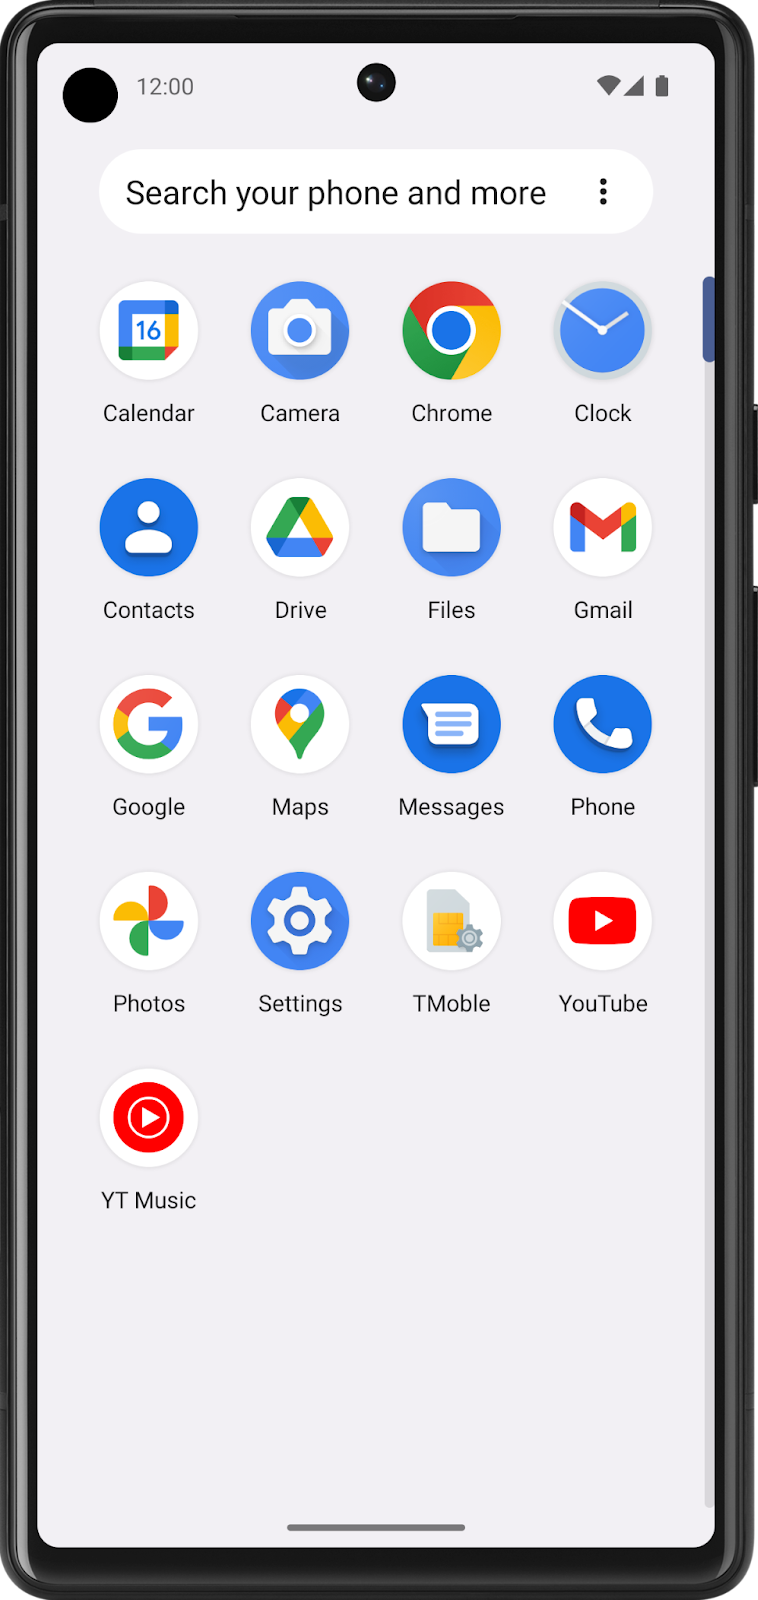 12:00
Search your phone and more
16
Calendar Camera Chrome Clock
Contacts Drive Files Gmail
Google Maps Messages Phone
Photos Settings TMoble YouTube
YT Music